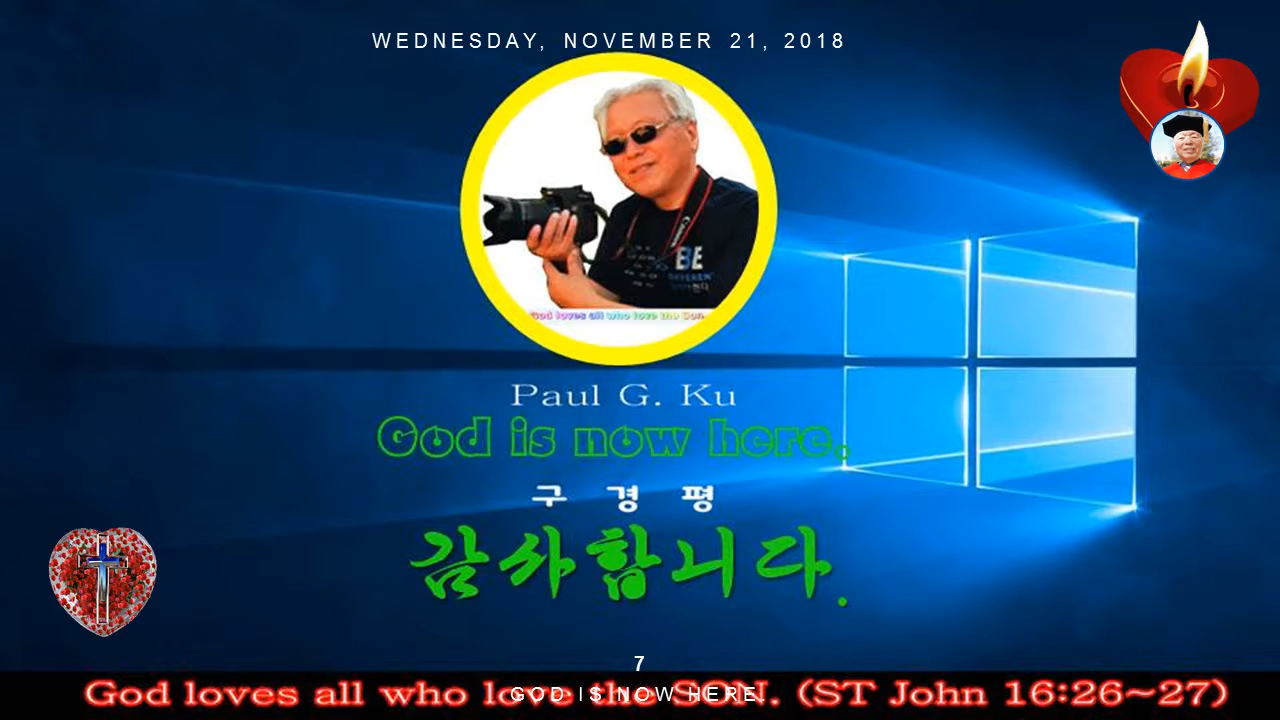 WEDNESDAY, NOVEMBER 21, 2018
Canon
BE
God loves all who love the Son
Paul G. Ku
God is now here.
구 경 평
감사합니다.
7
God loves all who love the SON. (ST John 16:26~27)
GOD IS NOW HERE.